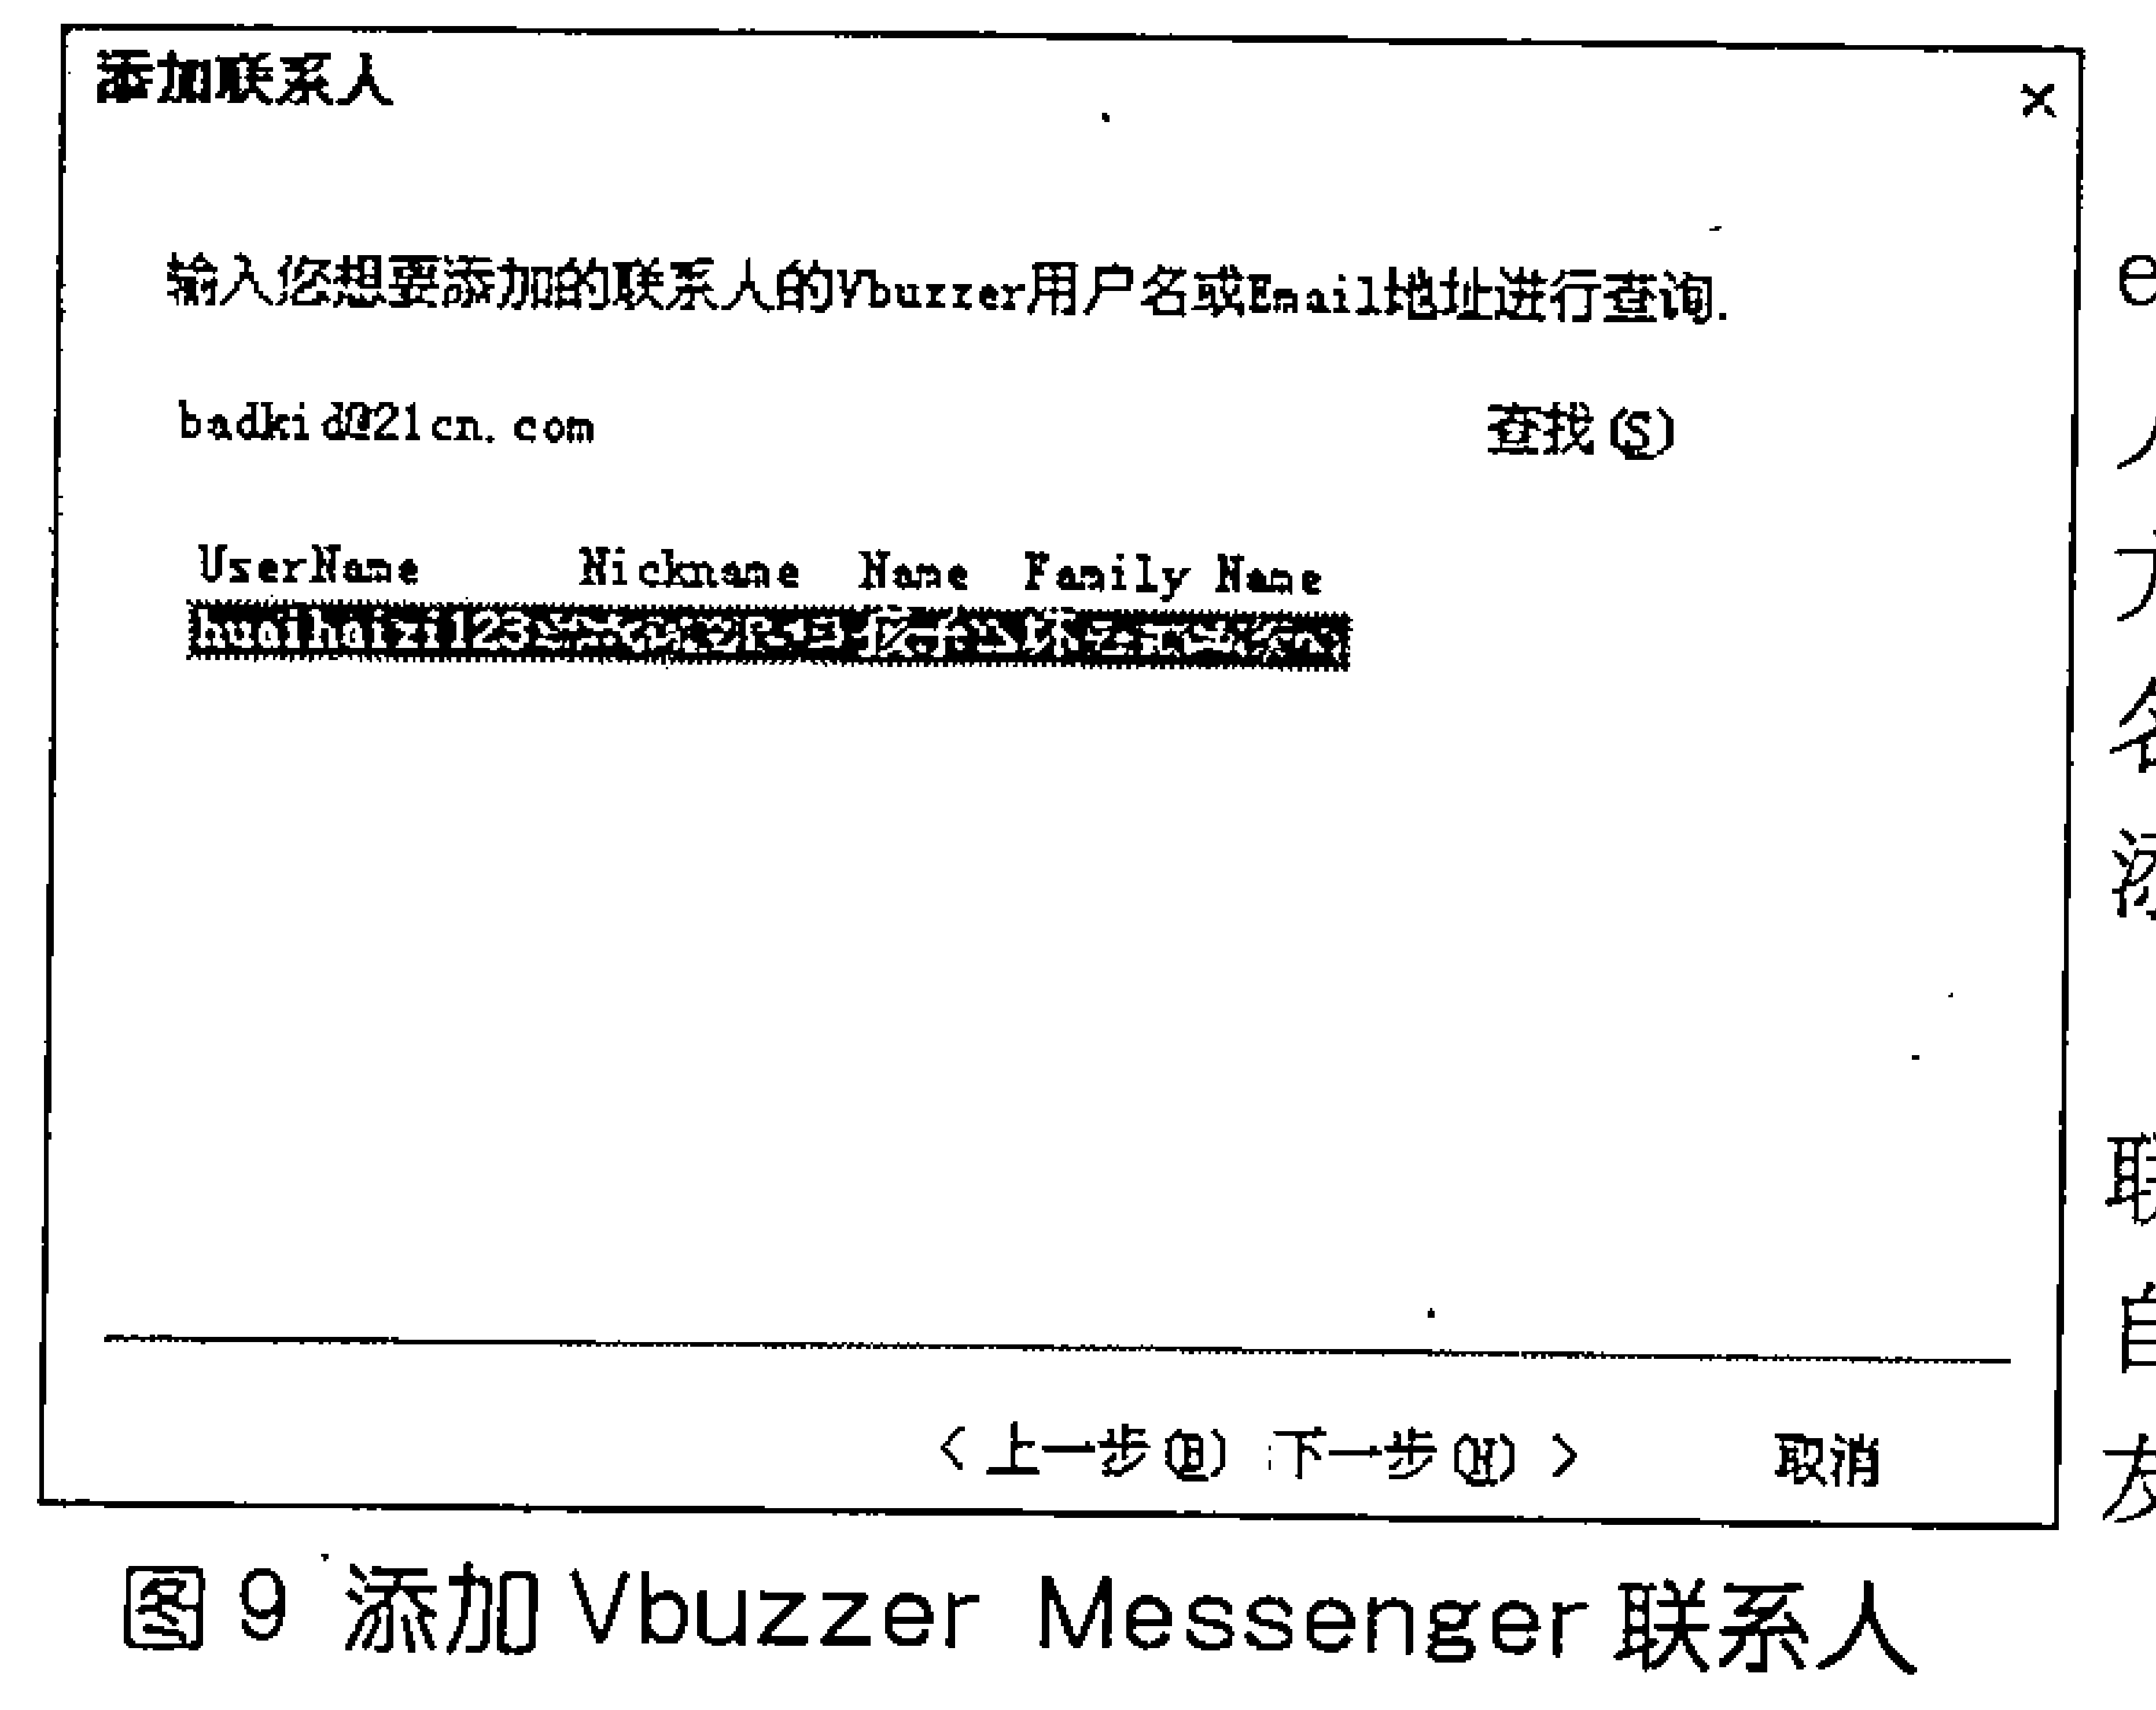 添加联系人
×
输入您想要添加的联系人的Vbuzzer用户名或Email地址进行查询.
badkid@21cn.com 查找(S)
UserName Nickname Name Family Name
huaihaizi123 孩子 坏
< 上一步(B) 下一步(N) > 取消
图 9 添加 Vbuzzer Messenger 联系人